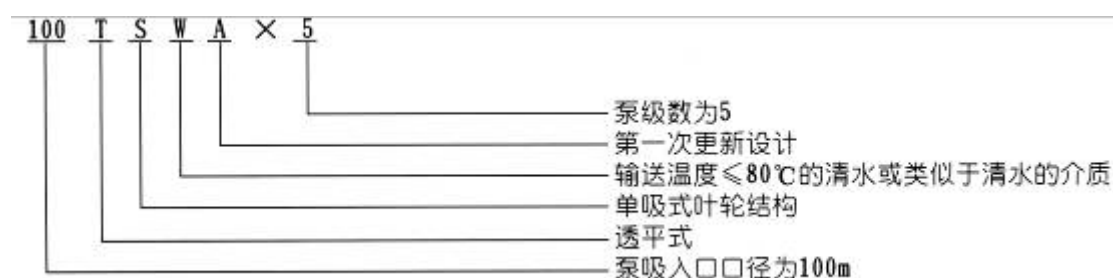 100 T S W A × 5
泵级数为5
第一次更新设计
输送温度≤80℃的清水或类似于清水的介质
单吸式叶轮结构
透平式
泵吸入口口径为100m